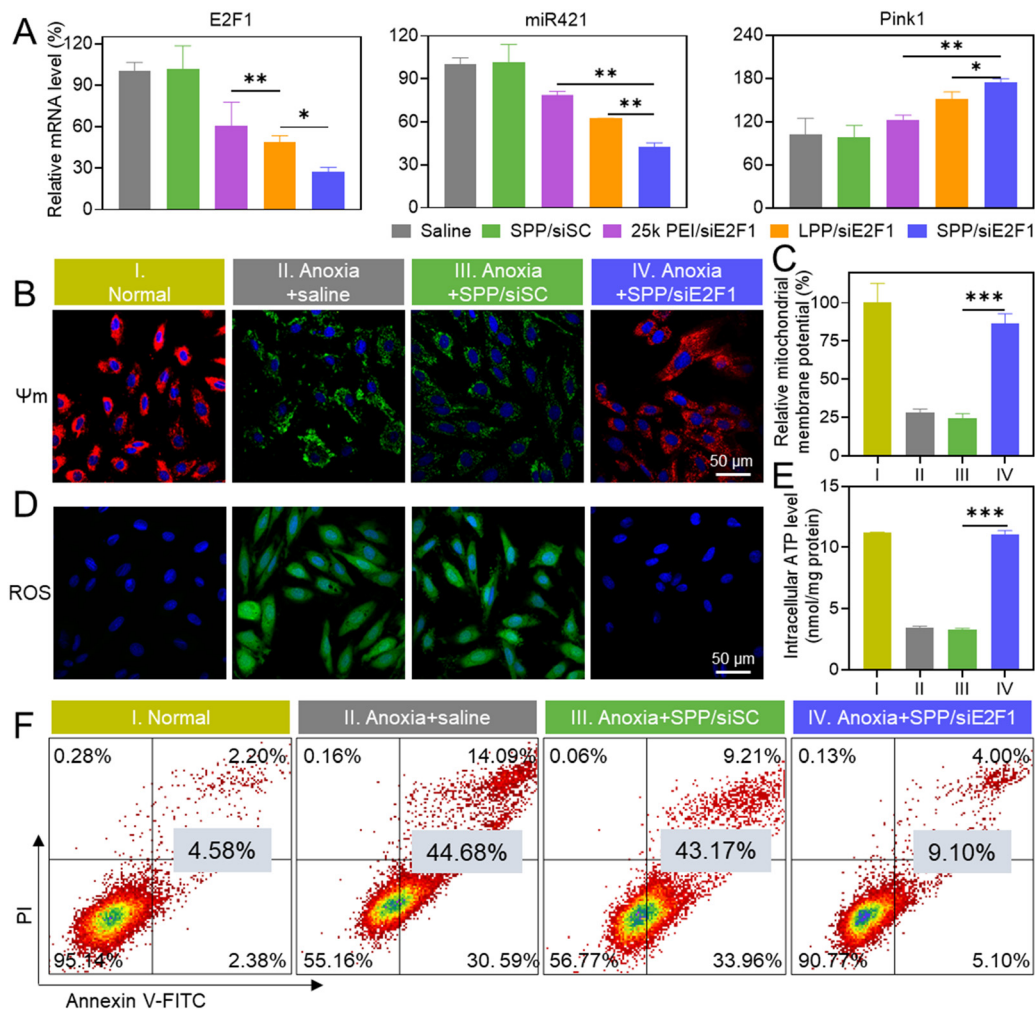 A
E2F1
miR421
Pink1
Relative mRNA level (%)
120
90
60
30
0
**
*
120
90
60
30
0
**
**
240
180
120
60
0
**
*
Saline
SPP/siSC
25k PEI/siE2F1
LPP/siE2F1
SPP/siE2F1
B
I.
Normal
II. Anoxia
+saline
III. Anoxia
+SPP/siSC
IV. Anoxia
+SPP/siE2F1
Ψm
50 μm
C
Relative mitochondrial
membrane potential (%)
100
75
50
25
0
***
I
II
III
IV
D
ROS
50 μm
E
Intracellular ATP level
(nmol/mg protein)
15
10
5
0
***
I
II
III
IV
F
I. Normal
II. Anoxia+saline
III. Anoxia+SPP/siSC
IV. Anoxia+SPP/siE2F1
0.28%
2.20%
4.58%
95.14%
2.38%
0.16%
14.09%
44.68%
55.16%
30.59%
0.06%
9.21%
43.17%
56.77%
33.96%
0.13%
4.00%
9.10%
90.77%
5.10%
PI
Annexin V-FITC